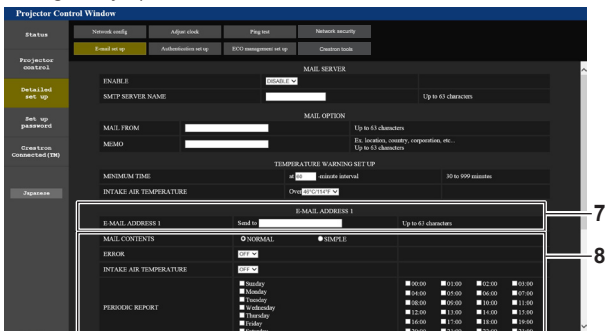 Projector Control Window
Status
Network config Adjust clock Ping test Network security
E-mail set up Authentication set up ECO management set up Crestron tools
Projector control
Detailed set up
Set up password
Crestron Connected(TM)
Japanese
MAIL SERVER
ENABLE DISABLE
SMTP SERVER NAME Up to 63 characters
MAIL OPTION
MAIL FROM Up to 63 characters
MEMO Ex. location, country, corporation, etc...
Up to 63 characters
TEMPERATURE WARNING SET UP
MINIMUM TIME at 60 -minute interval 30 to 999 minutes
INTAKE AIR TEMPERATURE Over 46°C/114°F
E-MAIL ADDRESS 1
E-MAIL ADDRESS 1 Send to Up to 63 characters
7
MAIL CONTENTS NORMAL SIMPLE
8
ERROR OFF
INTAKE AIR TEMPERATURE OFF
PERIODIC REPORT
Sunday 00:00 01:00 02:00 03:00
Monday 04:00 05:00 06:00 07:00
Tuesday 08:00 09:00 10:00 11:00
Wednesday 12:00 13:00 14:00 15:00
Thursday 16:00 17:00 18:00 19:00
Friday